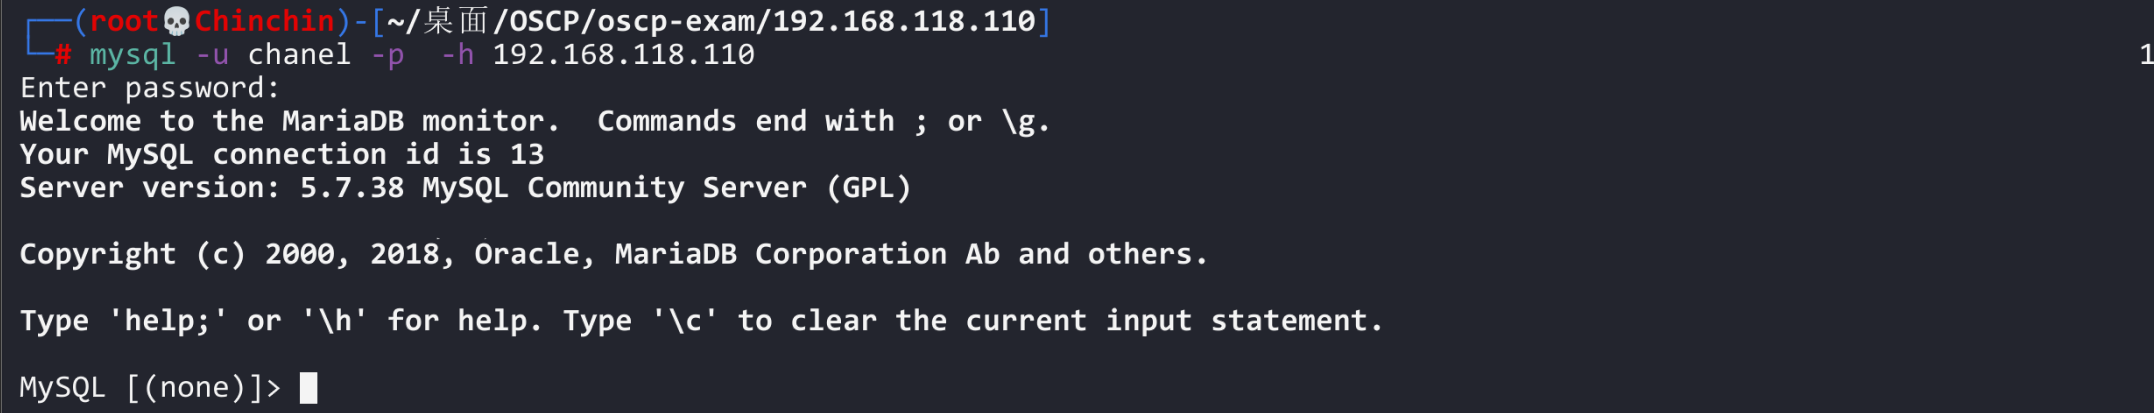 ┌──(root💀Chinchin)-[~/桌面/OSCP/oscp-exam/192.168.118.110]
└─# mysql -u chanel -p  -h 192.168.118.110 1
Enter password:
Welcome to the MariaDB monitor.  Commands end with ; or \g.
Your MySQL connection id is 13
Server version: 5.7.38 MySQL Community Server (GPL)
Copyright (c) 2000, 2018, Oracle, MariaDB Corporation Ab and others.
Type 'help;' or '\h' for help. Type '\c' to clear the current input statement.
MySQL [(none)]>